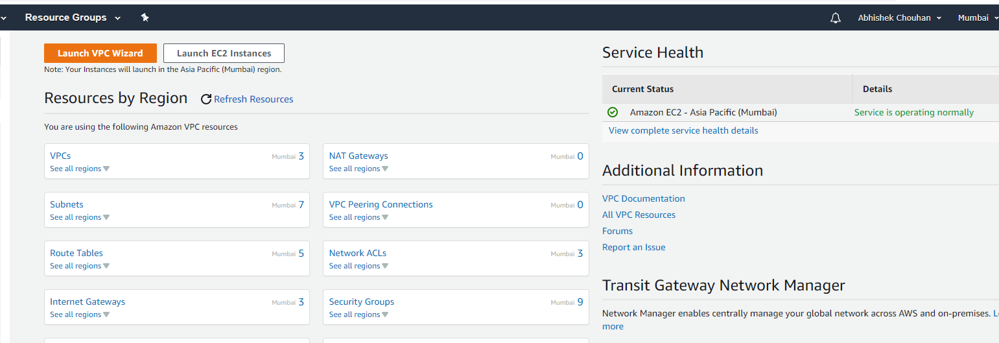 Resource Groups
Abhishek Chouhan
Mumbai
Launch VPC Wizard
Launch EC2 Instances
Note: Your Instances will launch in the Asia Pacific (Mumbai) region.
Resources by Region
Refresh Resources
You are using the following Amazon VPC resources
VPCs
Mumbai 3
See all regions
NAT Gateways
Mumbai 0
See all regions
Subnets
Mumbai 7
See all regions
VPC Peering Connections
Mumbai 0
See all regions
Route Tables
Mumbai 5
See all regions
Network ACLs
Mumbai 3
See all regions
Internet Gateways
Mumbai 3
See all regions
Security Groups
Mumbai 9
See all regions
Service Health
Current Status
Details
Amazon EC2 - Asia Pacific (Mumbai)
Service is operating normally
View complete service health details
Additional Information
VPC Documentation
All VPC Resources
Forums
Report an Issue
Transit Gateway Network Manager
Network Manager enables centrally manage your global network across AWS and on-premises.
more